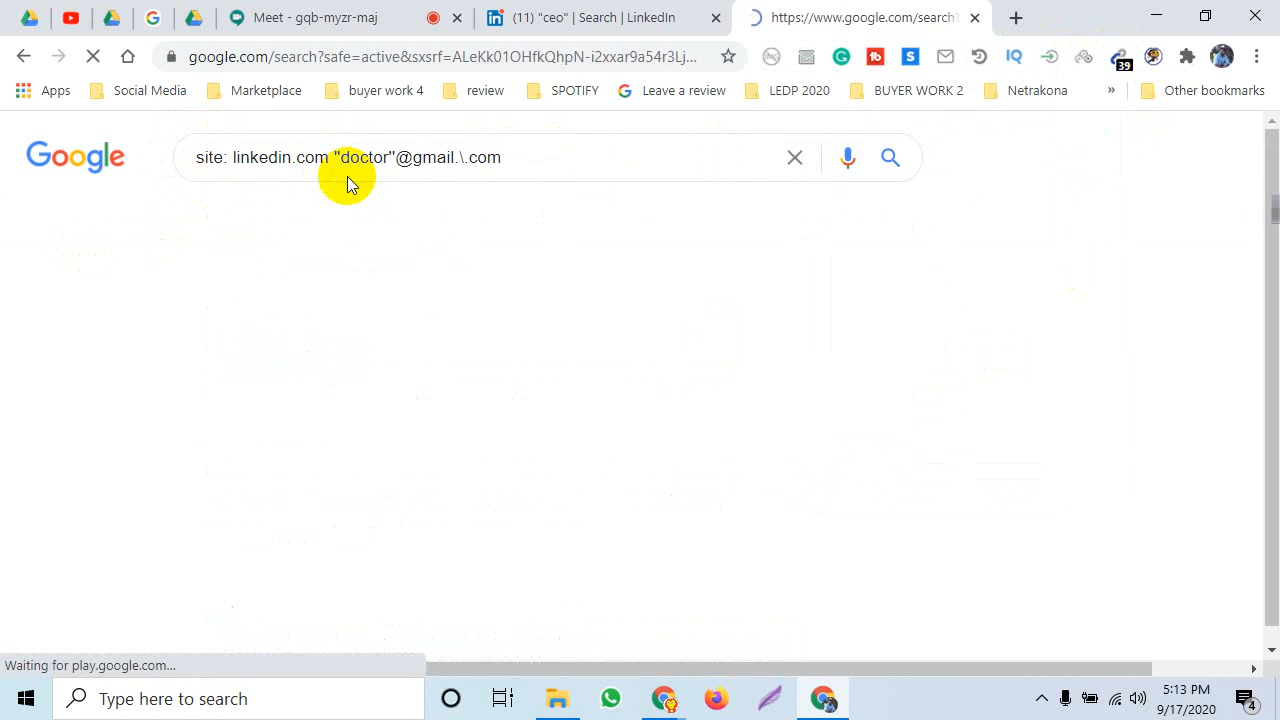 Meet - gqb-myzr-maj
(11) "ceo" | Search | LinkedIn
https://www.google.com/search?
google.com/search?safe=active&sxsrf=ALeKk01OHfkQhpN-i2xxar9a54r3Lj...
39
Apps
Social Media
Marketplace
buyer work 4
review
SPOTIFY
Leave a review
LEDP 2020
BUYER WORK 2
Netrakona
»
Other bookmarks
Google
site: linkedin.com "doctor"@gmail.\.com
Waiting for play.google.com...
Type here to search
5:13 PM
9/17/2020
4